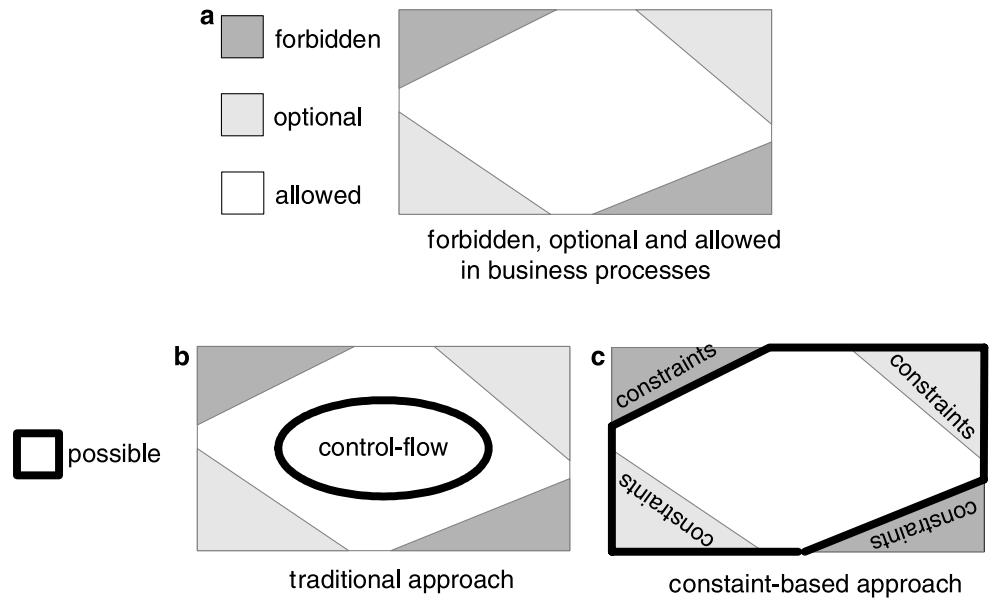 a
forbidden
optional
allowed
forbidden, optional and allowed
in business processes
b
control-flow
traditional approach
possible
c
constraints
constraints
constraints
constraints
constaint-based approach